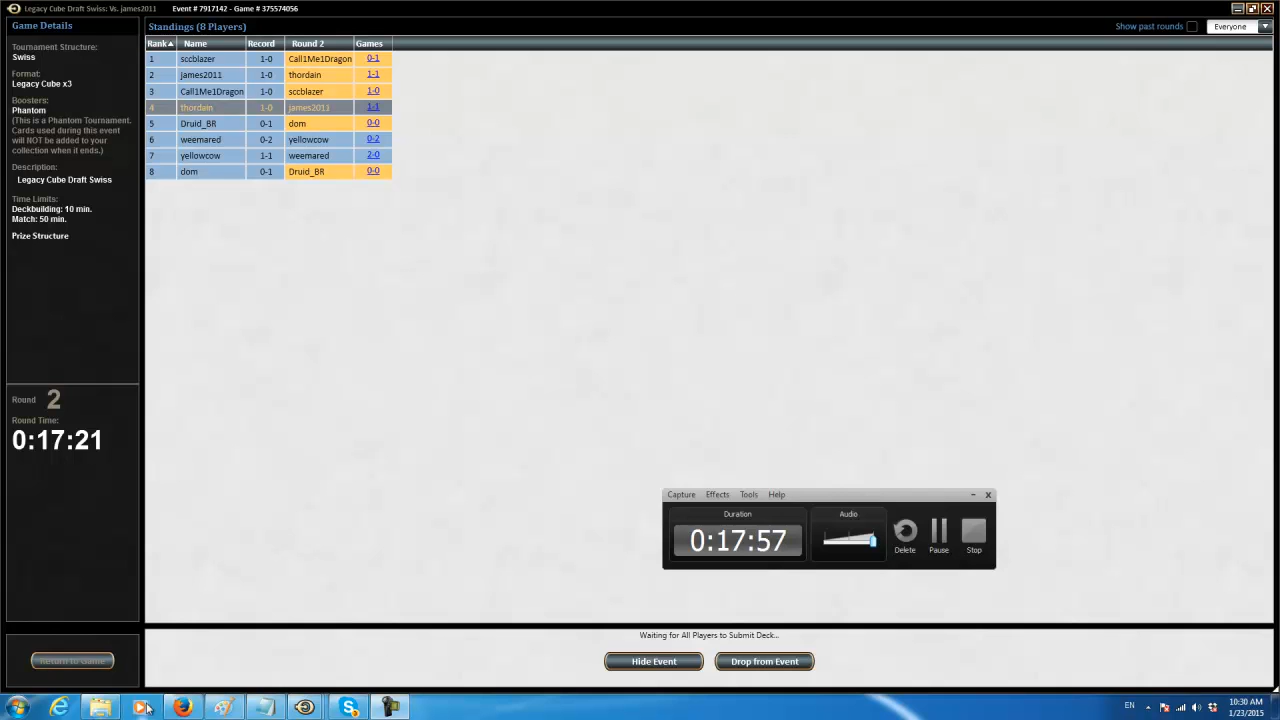 Legacy Cube Draft Swiss: Vs. james2011 Event # 7917142 - Game # 375574056
Game Details
Tournament Structure:
Swiss
Format:
Legacy Cube x3
Boosters:
Phantom
(This is a Phantom Tournament.
Cards used during this event
will NOT be added to your
collection when it ends.)
Description:
Legacy Cube Draft Swiss
Time Limits:
Deckbuilding: 10 min.
Match: 50 min.
Prize Structure
Round 2
Round Time:
0:17:21
Return to Game
Standings (8 Players)
Show past rounds Everyone
Rank Name Record Round 2 Games
1 sccblazer 1-0 Call1Me1Dragon 0-1
2 james2011 1-0 thordain 1-1
3 Call1Me1Dragon 1-0 sccblazer 1-0
4 thordain 1-0 james2011 1-1
5 Druid_BR 0-1 dom 0-0
6 weemared 0-2 yellowcow 0-2
7 yellowcow 1-1 weemared 2-0
8 dom 0-1 Druid_BR 0-0
Capture Effects Tools Help
Duration
0:17:57
Audio
Delete Pause Stop
Waiting for All Players to Submit Deck...
Hide Event Drop from Event
EN 10:30 AM
1/23/2015